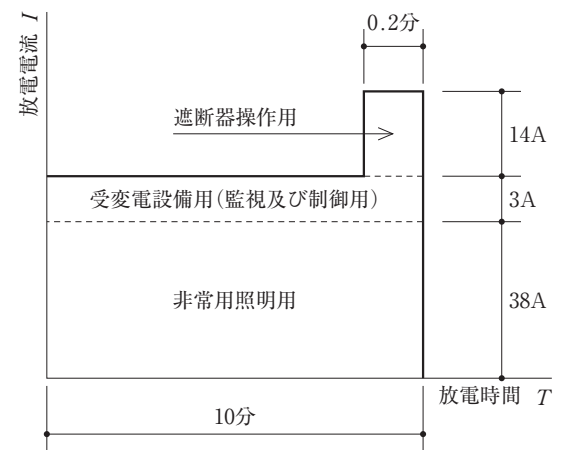 放電電流 I
0.2分
遮断器操作用
14A
受変電設備用(監視及び制御用)
3A
非常用照明用
38A
放電時間 T
10分